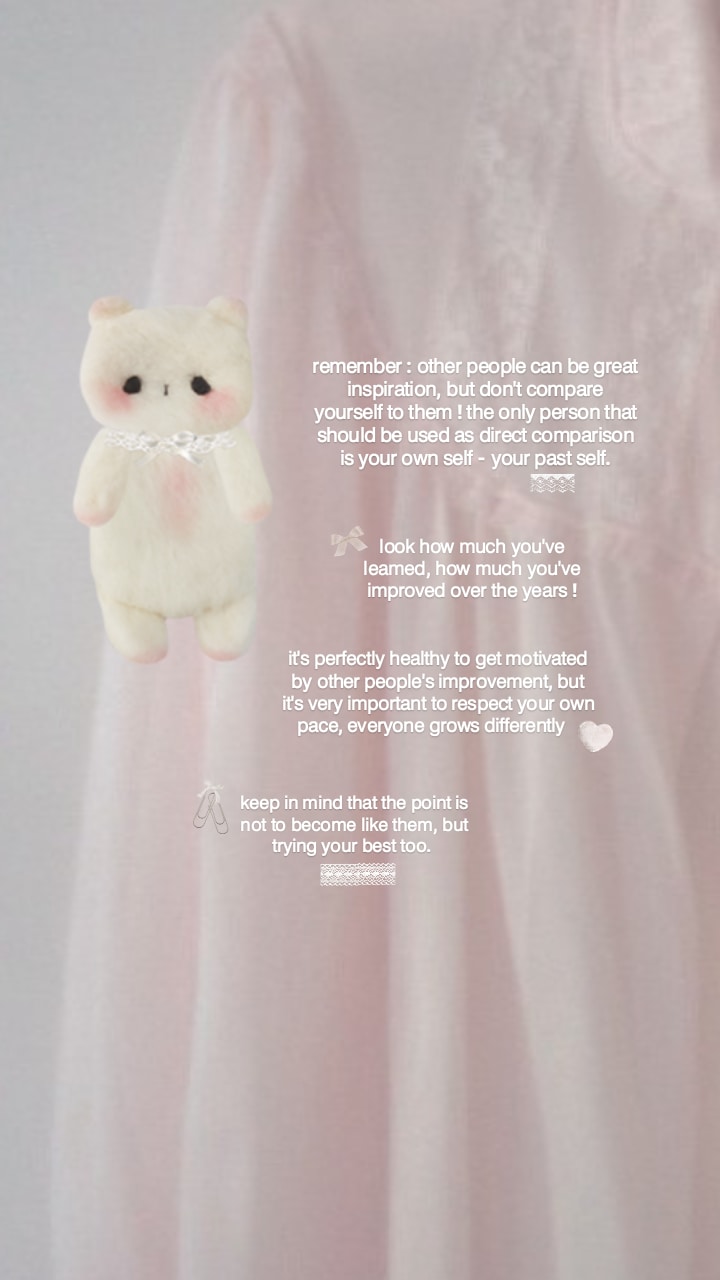 remember : other people can be great
inspiration, but don't compare
yourself to them ! the only person that
should be used as direct comparison
is your own self - your past self.
look how much you've
learned, how much you've
improved over the years !
it's perfectly healthy to get motivated
by other people's improvement, but
it's very important to respect your own
pace, everyone grows differently
keep in mind that the point is
not to become like them, but
trying your best too.